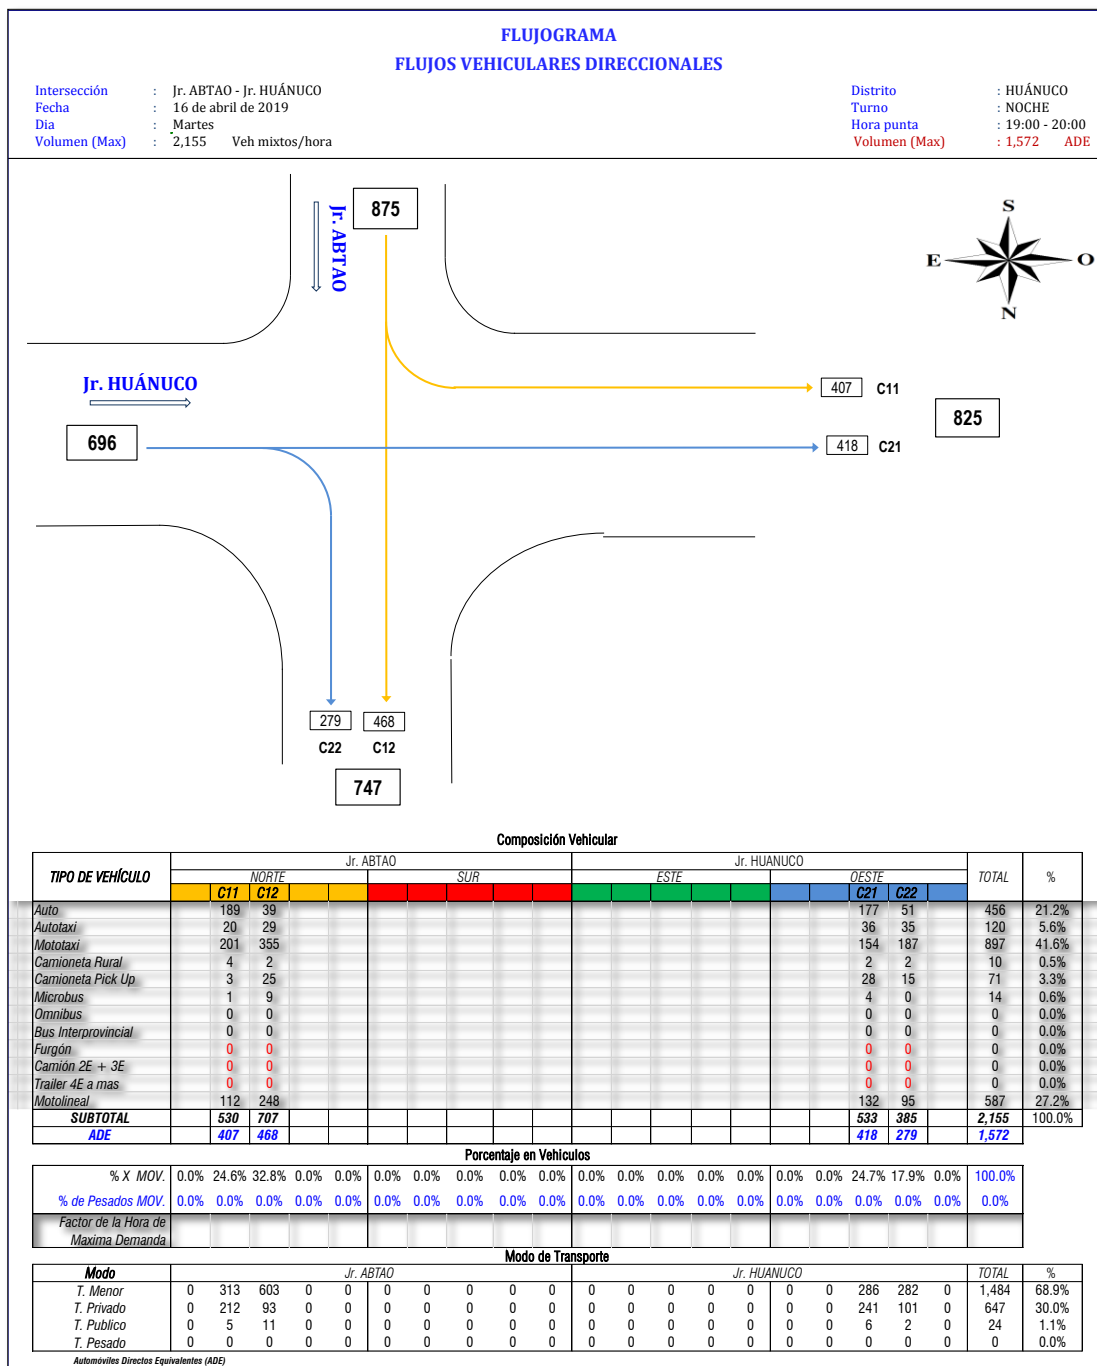 FLUJOGRAMA
FLUJOS VEHICULARES DIRECCIONALES
Intersección : Jr. ABTAO - Jr. HUÁNUCO Distrito : HUÁNUCO
Fecha : 16 de abril de 2019 Turno : NOCHE
Dia : Martes Hora punta : 19:00 - 20:00
Volumen (Max) : 2,155 Veh mixtos/hora Volumen (Max) : 1,572 ADE
Jr. ABTAO
875
S
E O
N
Jr. HUÁNUCO
407 C11
825
696
418 C21
279 468
C22 C12
747
Composición Vehicular
TIPO DE VEHÍCULO Jr. ABTAO Jr. HUANUCO TOTAL %
NORTE SUR ESTE OESTE
C11 C12 C21 C22
Auto 189 39 177 51 456 21.2%
Autotaxi 20 29 36 35 120 5.6%
Mototaxi 201 355 154 187 897 41.6%
Camioneta Rural 4 2 2 2 10 0.5%
Camioneta Pick Up 3 25 28 15 71 3.3%
Microbus 1 9 4 0 14 0.6%
Omnibus 0 0 0 0 0 0.0%
Bus Interprovincial 0 0 0 0 0 0.0%
Furgón 0 0 0 0 0 0.0%
Camión 2E + 3E 0 0 0 0 0 0.0%
Trailer 4E a mas 0 0 0 0 0 0.0%
Motolineal 112 248 132 95 587 27.2%
SUBTOTAL 530 707 533 385 2,155 100.0%
ADE 407 468 418 279 1,572
Porcentaje en Vehiculos
% X MOV. 0.0% 24.6% 32.8% 0.0% 0.0% 0.0% 0.0% 0.0% 0.0% 0.0% 0.0% 0.0% 0.0% 0.0% 0.0% 0.0% 0.0% 24.7% 17.9% 0.0% 100.0%
% de Pesados MOV. 0.0% 0.0% 0.0% 0.0% 0.0% 0.0% 0.0% 0.0% 0.0% 0.0% 0.0% 0.0% 0.0% 0.0% 0.0% 0.0% 0.0% 0.0% 0.0% 0.0% 0.0%
Factor de la Hora de
Maxima Demanda
Modo de Transporte
Modo Jr. ABTAO Jr. HUANUCO TOTAL %
T. Menor 0 313 603 0 0 0 0 0 0 0 0 0 0 0 0 0 0 286 282 0 1,484 68.9%
T. Privado 0 212 93 0 0 0 0 0 0 0 0 0 0 0 0 0 0 241 101 0 647 30.0%
T. Publico 0 5 11 0 0 0 0 0 0 0 0 0 0 0 0 0 0 6 2 0 24 1.1%
T. Pesado 0 0 0 0 0 0 0 0 0 0 0 0 0 0 0 0 0 0 0 0 0 0.0%
Automóviles Directos Equivalentes (ADE)